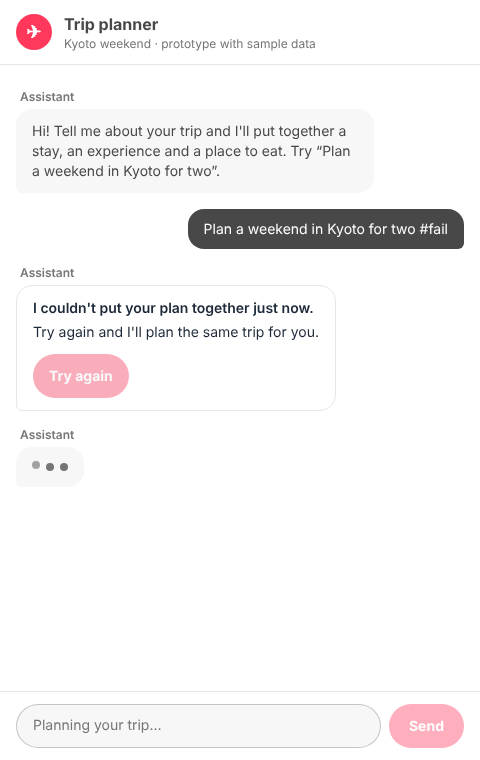 Trip planner
Kyoto weekend · prototype with sample data
Assistant
Hi! Tell me about your trip and I'll put together a
stay, an experience and a place to eat. Try “Plan
a weekend in Kyoto for two”.
Plan a weekend in Kyoto for two #fail
Assistant
I couldn't put your plan together just now.
Try again and I'll plan the same trip for you.
Try again
Assistant
Planning your trip...
Send